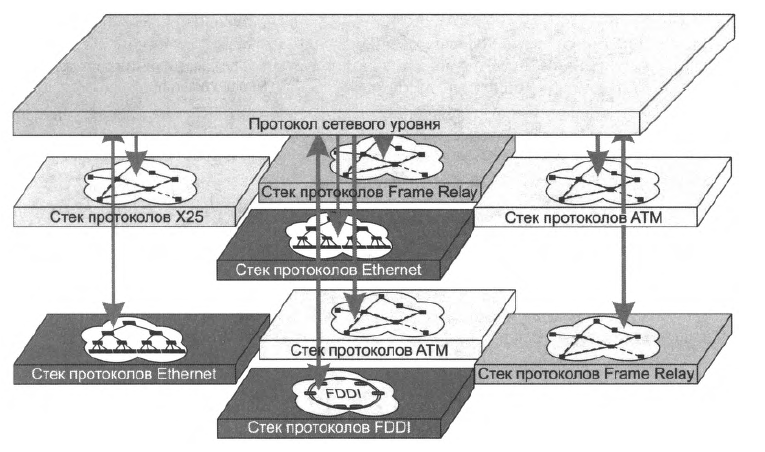 Протокол сетевого уровня
Стек протоколов Frame Relay
Стек протоколов X25
Стек протоколов ATM
Стек протоколов Ethernet
Стек протоколов ATM
Стек протоколов Ethernet
Стек протоколов Frame Relay
FDDI
Стек протоколов FDDI